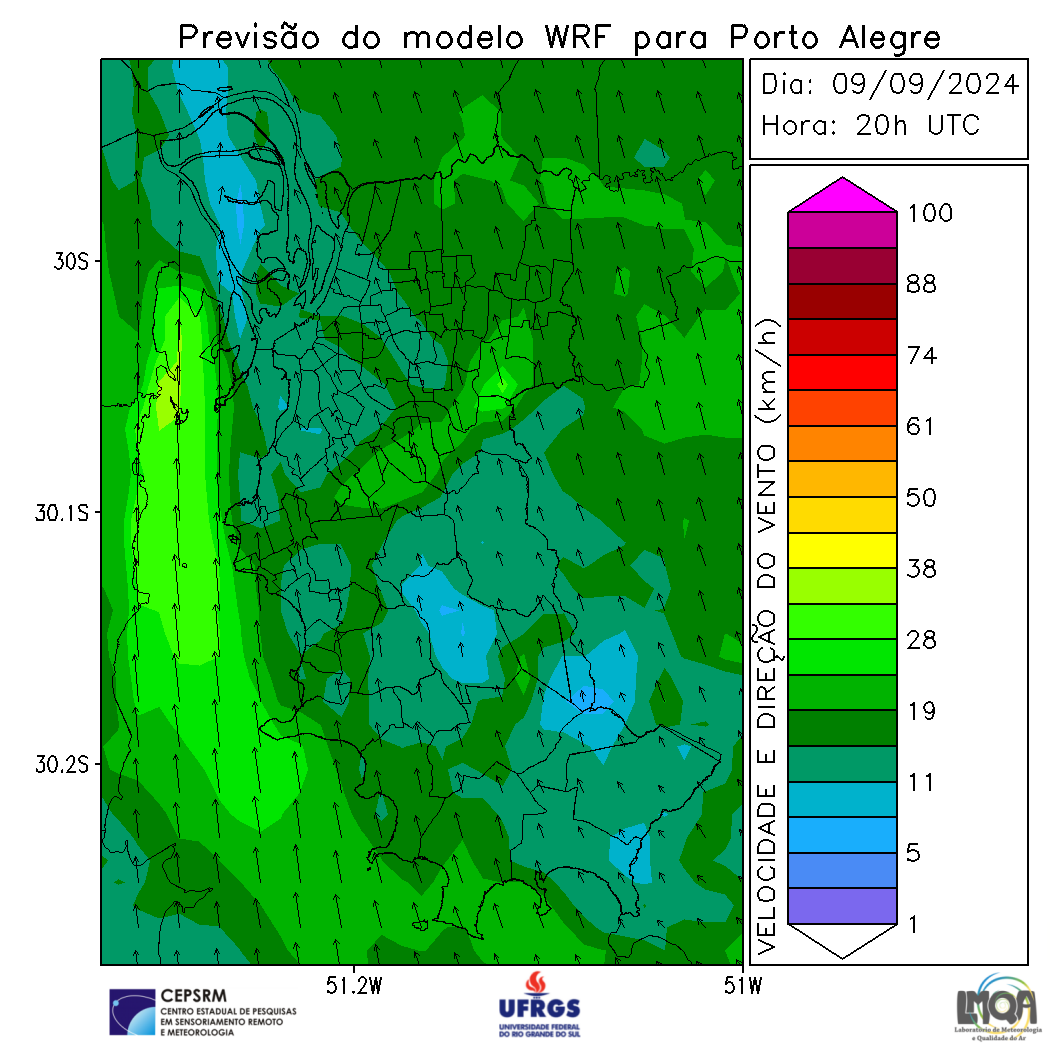 Previsão do modelo WRF para Porto Alegre
Dia: 09/09/2024
Hora: 20h UTC
30S
30.1S
30.2S
51.2W
51W
VELOCIDADE E DIREÇÃO DO VENTO (km/h)
100
88
74
61
50
38
28
19
11
5
1
CEPSRM
CENTRO ESTADUAL DE PESQUISAS
EM SENSORIAMENTO REMOTO
E METEOROLOGIA
UFRGS
UNIVERSIDADE FEDERAL
DO RIO GRANDE DO SUL
LMQA
Laboratório de Meteorologia
e Qualidade do Ar